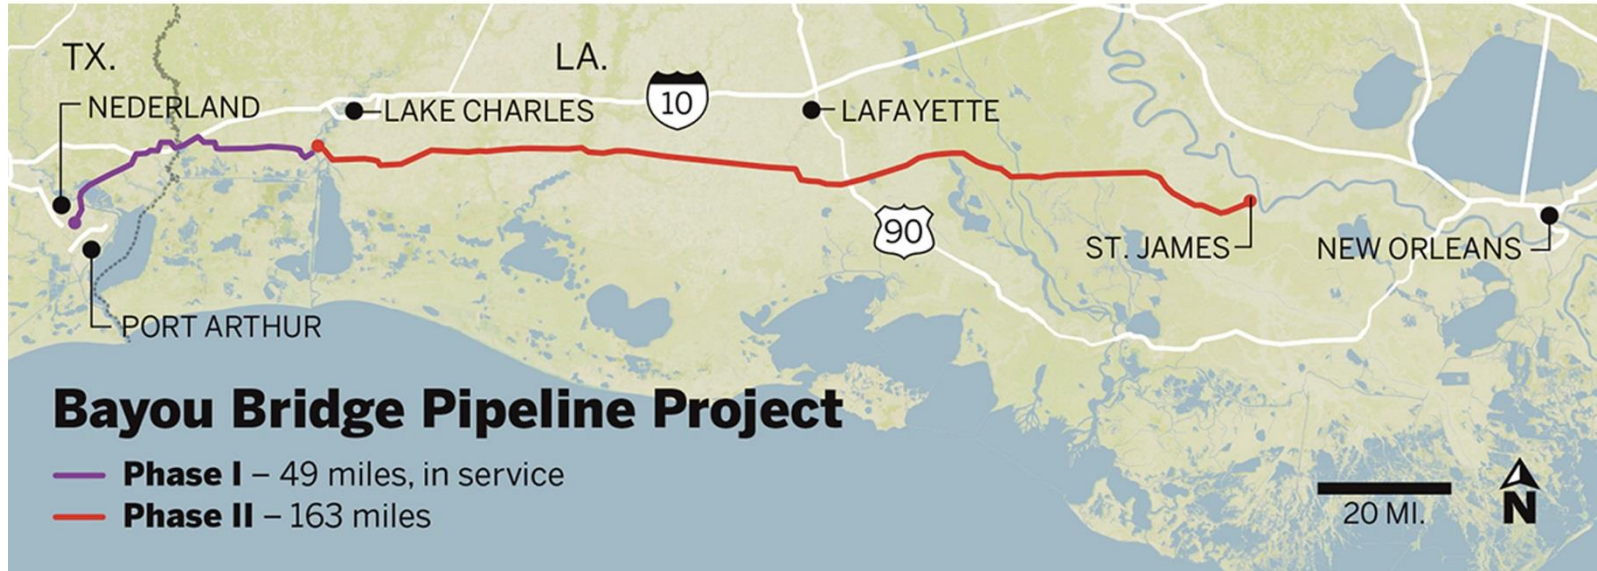 TX.
LA.
NEDERLAND
LAKE CHARLES
10
LAFAYETTE
90
ST. JAMES
NEW ORLEANS
PORT ARTHUR
Bayou Bridge Pipeline Project
Phase I – 49 miles, in service
Phase II – 163 miles
20 MI.
N